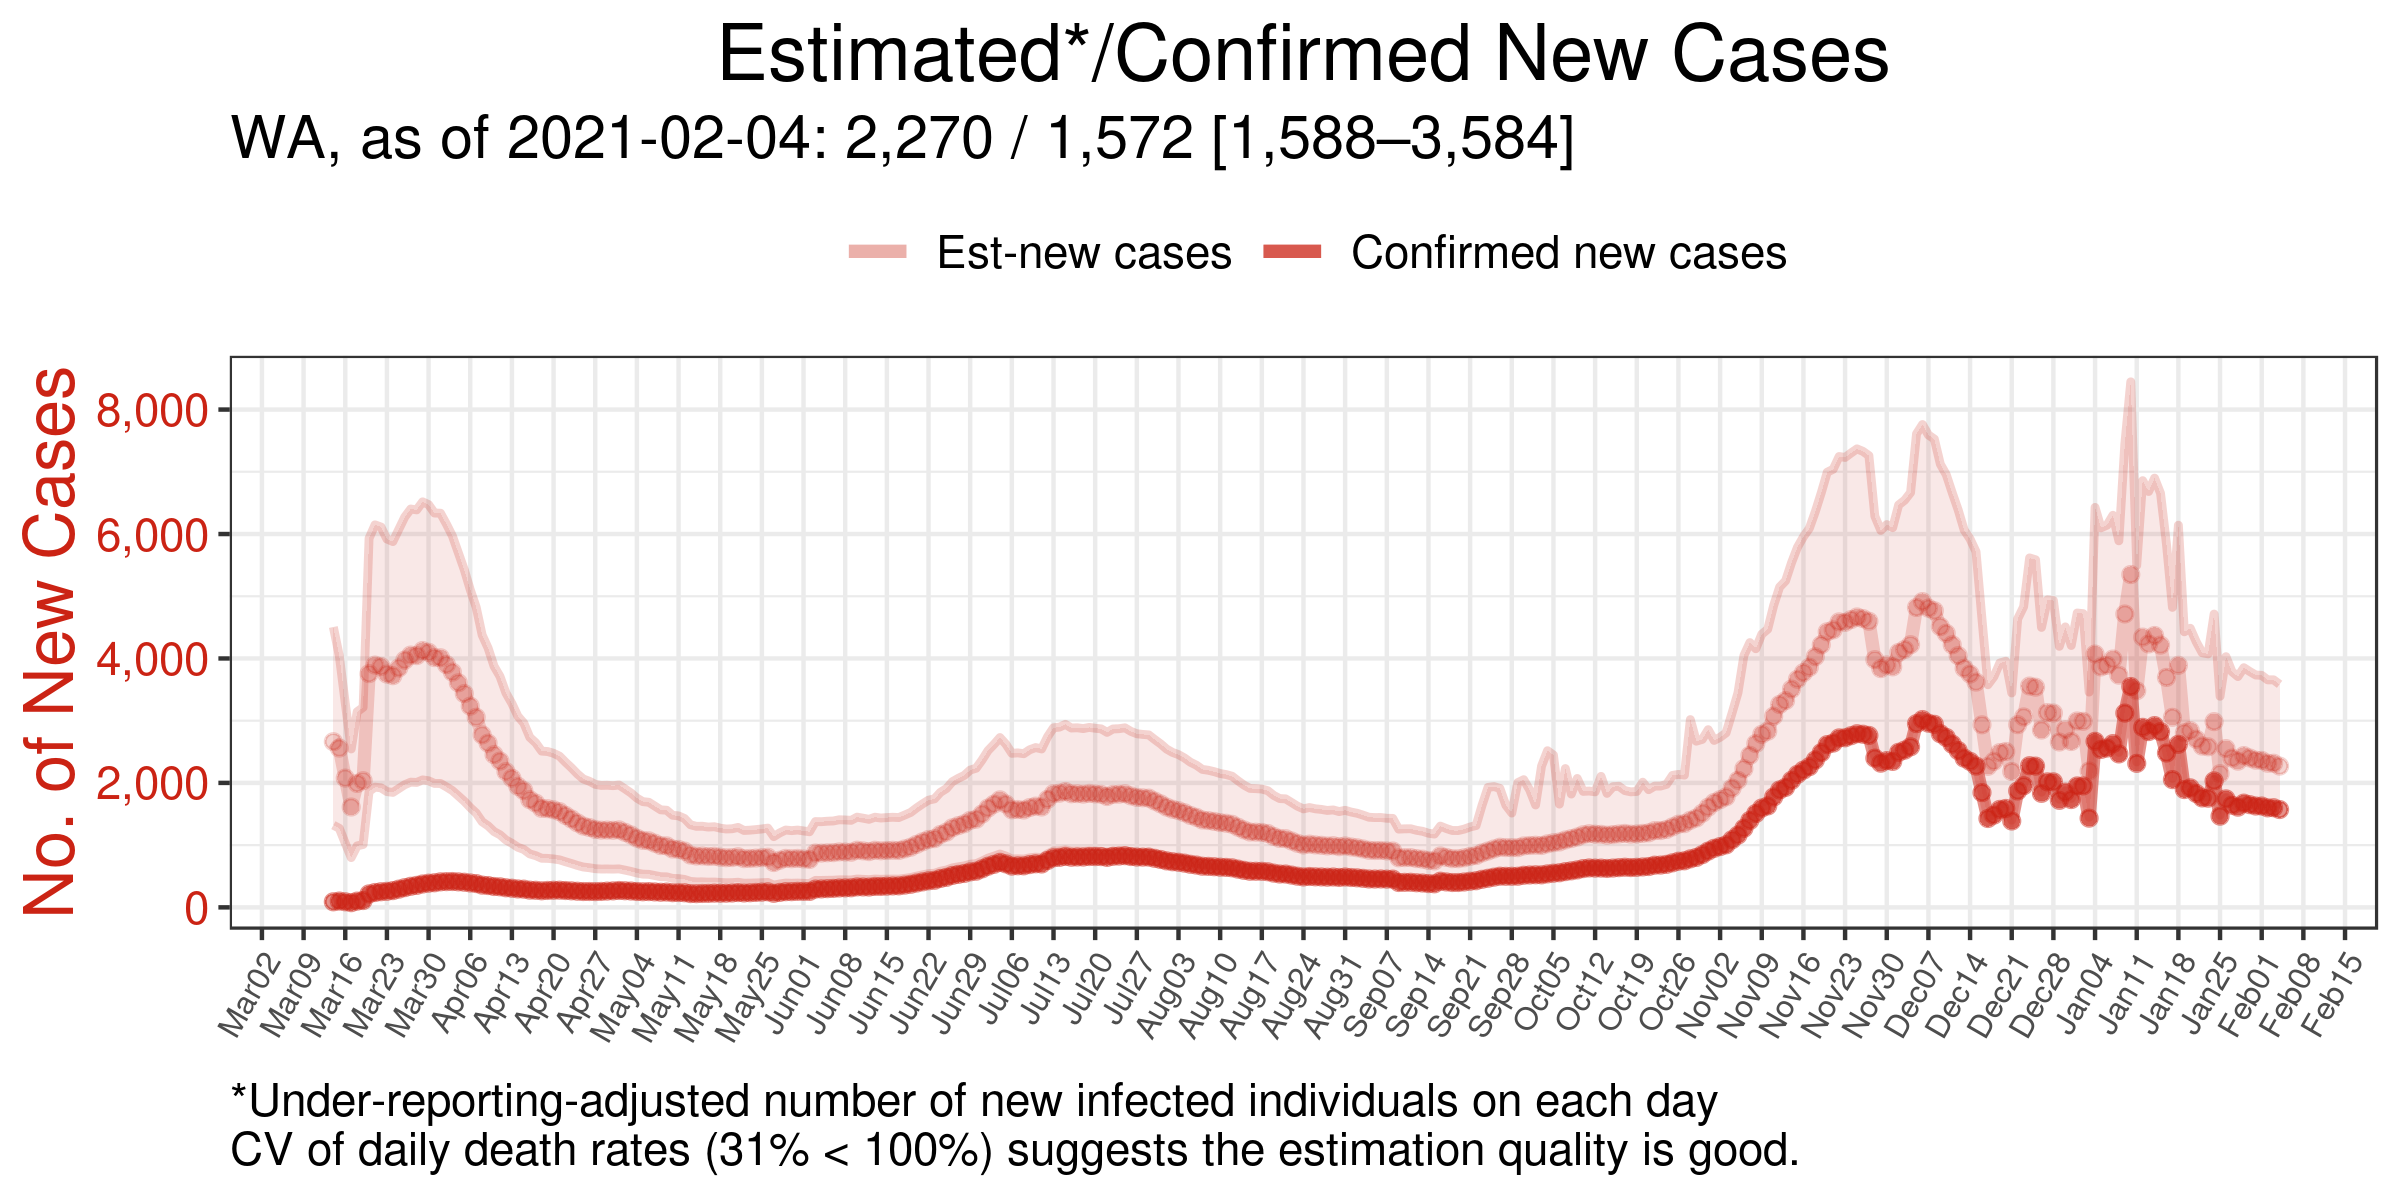 Estimated*/Confirmed New Cases
WA, as of 2021-02-04: 2,270 / 1,572 [1,588–3,584]
Est-new cases Confirmed new cases
No. of New Cases
8,000
6,000
4,000
2,000
0
Mar02 Mar09 Mar16 Mar23 Mar30 Apr06 Apr13 Apr20 Apr27 May04 May11 May18 May25 Jun01 Jun08 Jun15 Jun22 Jun29 Jul06 Jul13 Jul20 Jul27 Aug03 Aug10 Aug17 Aug24 Aug31 Sep07 Sep14 Sep21 Sep28 Oct05 Oct12 Oct19 Oct26 Nov02 Nov09 Nov16 Nov23 Nov30 Dec07 Dec14 Dec21 Dec28 Jan04 Jan11 Jan18 Jan25 Feb01 Feb08 Feb15
*Under-reporting-adjusted number of new infected individuals on each day
CV of daily death rates (31% < 100%) suggests the estimation quality is good.